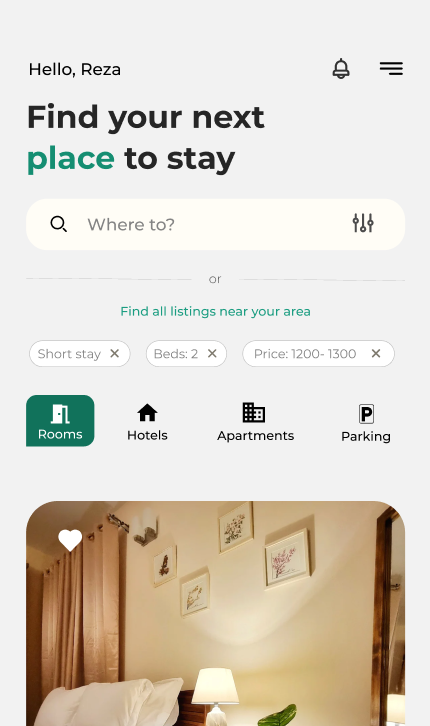 Hello, Reza
Find your next
place to stay
Where to?
or
Find all listings near your area
Short stay ✕ Beds: 2 ✕ Price: 1200- 1300 ✕
Rooms Hotels Apartments Parking